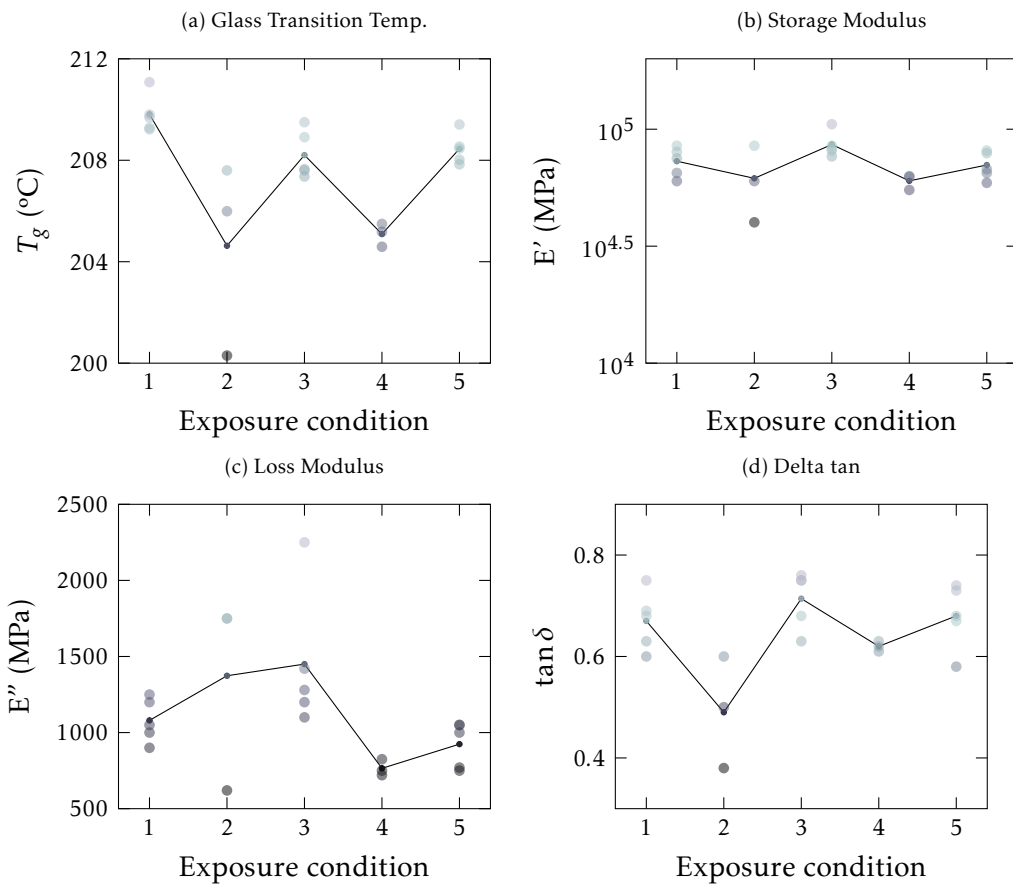 (a) Glass Transition Temp.
212
208
204
200
T_g (ºC)
1 2 3 4 5
Exposure condition
(b) Storage Modulus
10^5
10^4.5
10^4
E' (MPa)
1 2 3 4 5
Exposure condition
(c) Loss Modulus
2500
2000
1500
1000
500
E'' (MPa)
1 2 3 4 5
Exposure condition
(d) Delta tan
0.8
0.6
0.4
tan δ
1 2 3 4 5
Exposure condition